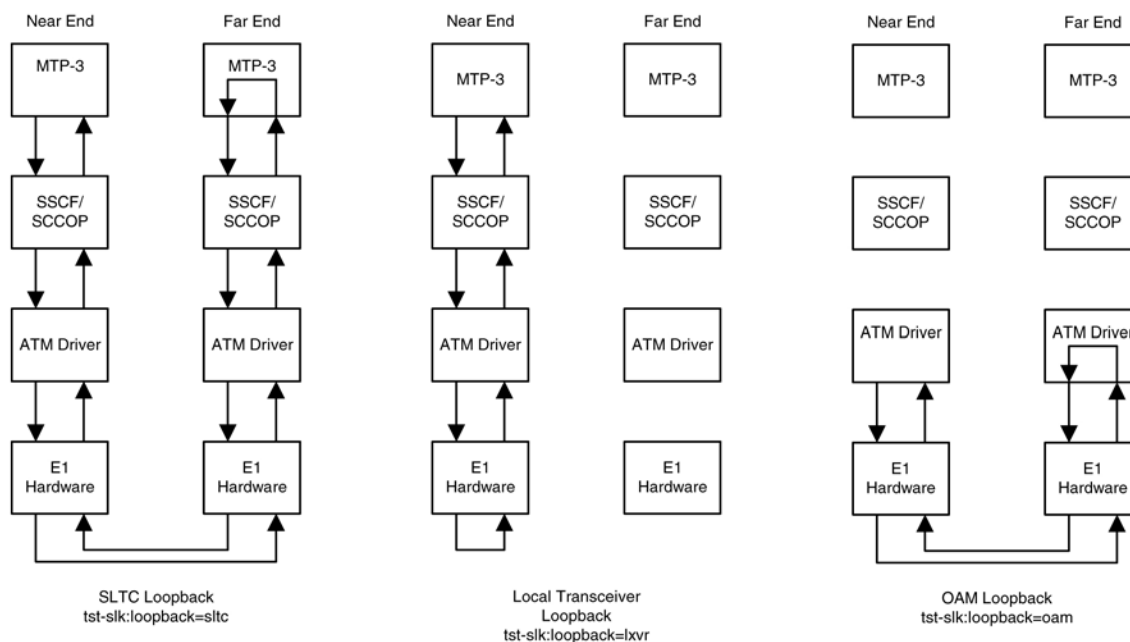 Near End
Far End
MTP-3
MTP-3
SSCF/
SCCOP
SSCF/
SCCOP
ATM Driver
ATM Driver
E1
Hardware
E1
Hardware
SLTC Loopback
tst-slk:loopback=sltc
Near End
Far End
MTP-3
MTP-3
SSCF/
SCCOP
SSCF/
SCCOP
ATM Driver
ATM Driver
E1
Hardware
E1
Hardware
Local Transceiver
Loopback
tst-slk:loopback=lxvr
Near End
Far End
MTP-3
MTP-3
SSCF/
SCCOP
SSCF/
SCCOP
ATM Driver
ATM Driver
E1
Hardware
E1
Hardware
OAM Loopback
tst-slk:loopback=oam